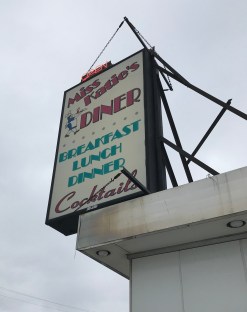 Miss
Katie's
DINER
BREAKFAST
LUNCH
DINNER
Cocktails